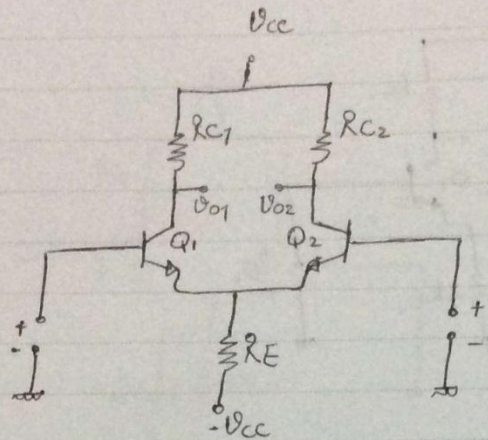 Vcc
RC1
RC2
Vo1
Vo2
Q1
Q2
+
-
+
-
RE
-Vcc